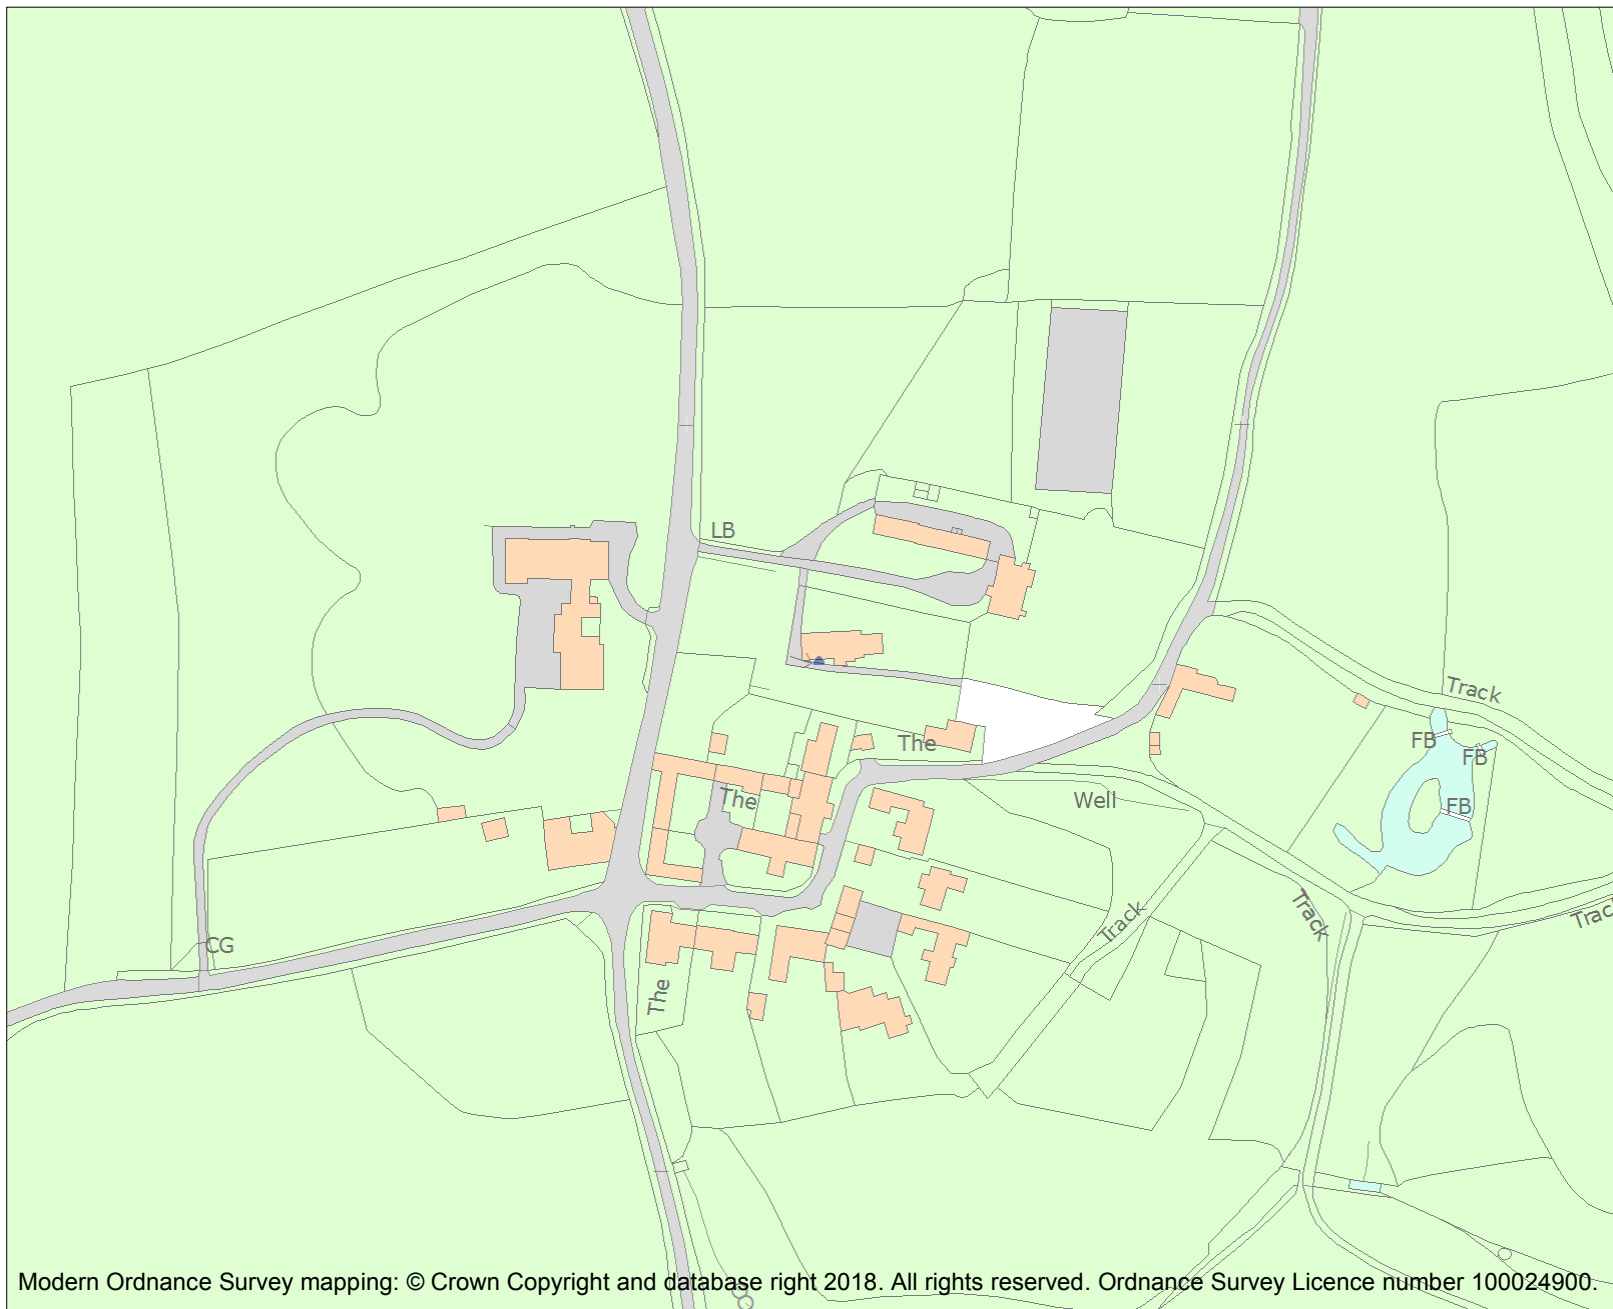 LB
Track
The
FB
FB
The
Well
FB
Track
Track
CG
The
Modern Ordnance Survey mapping: © Crown Copyright and database right 2018. All rights reserved. Ordnance Survey Licence number 100024900.